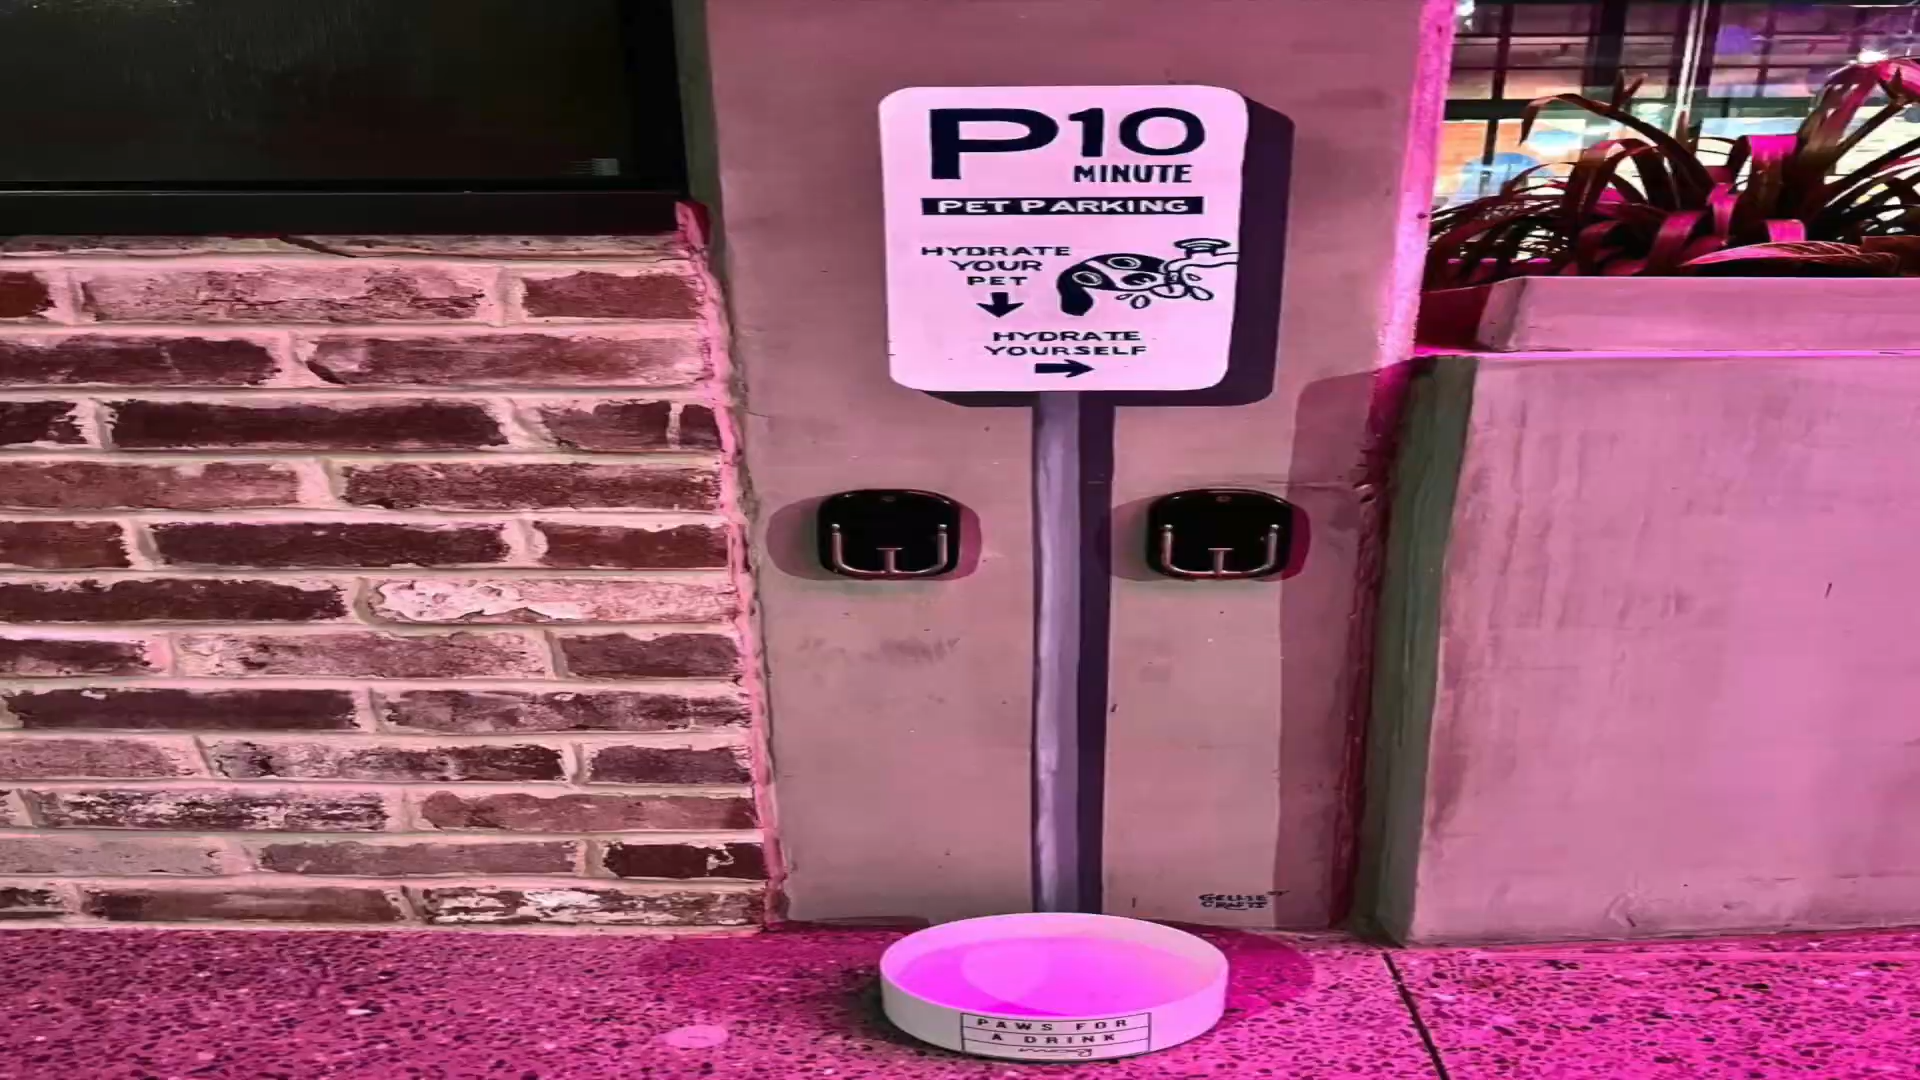 P10
MINUTE
PET PARKING
HYDRATE
YOUR
PET
HYDRATE
YOURSELF
PAWS FOR
A DRINK